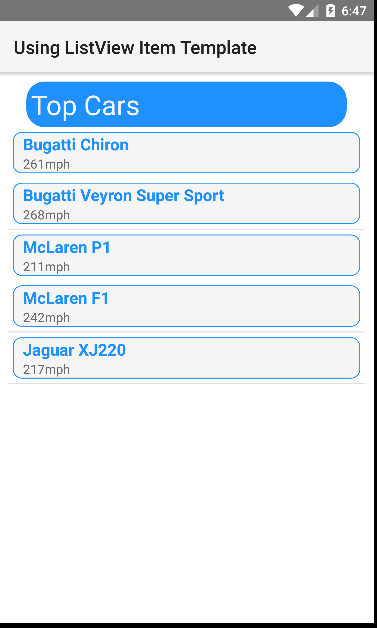 6:47
Using ListView Item Template
Top Cars
Bugatti Chiron
261mph
Bugatti Veyron Super Sport
268mph
McLaren P1
211mph
McLaren F1
242mph
Jaguar XJ220
217mph